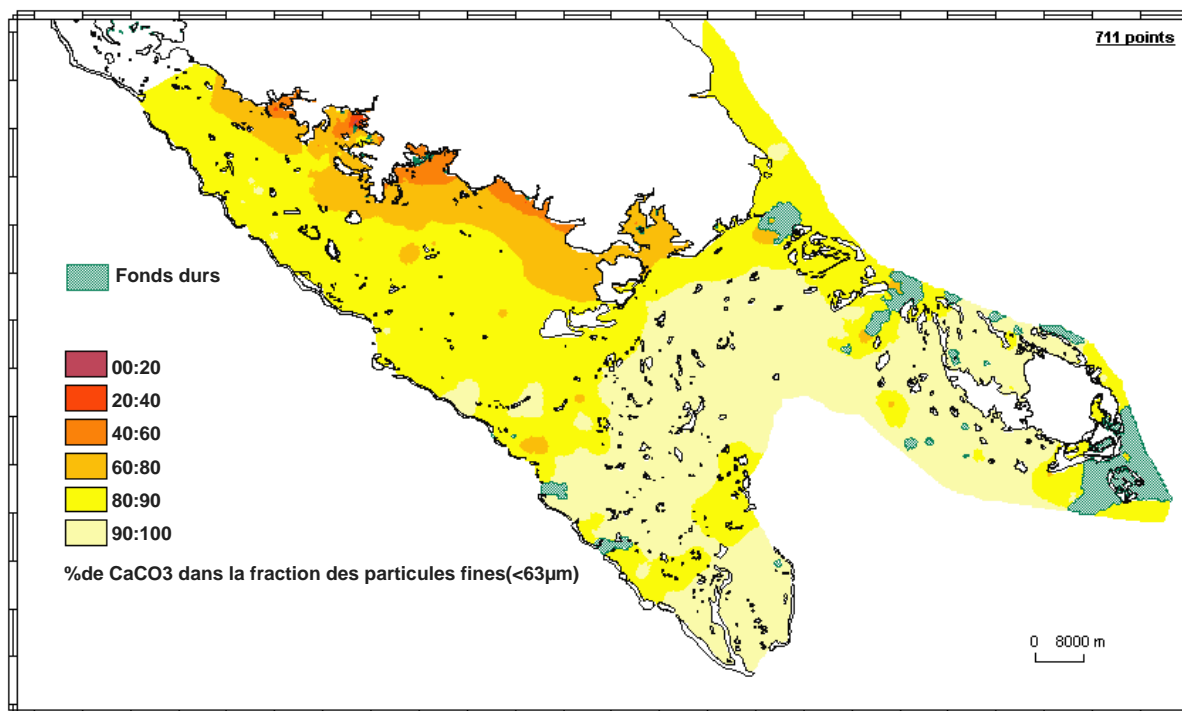 711 points
Fonds durs
00:20
20:40
40:60
60:80
80:90
90:100
%de CaCO3 dans la fraction des particules fines(<63µm)
0 8000 m